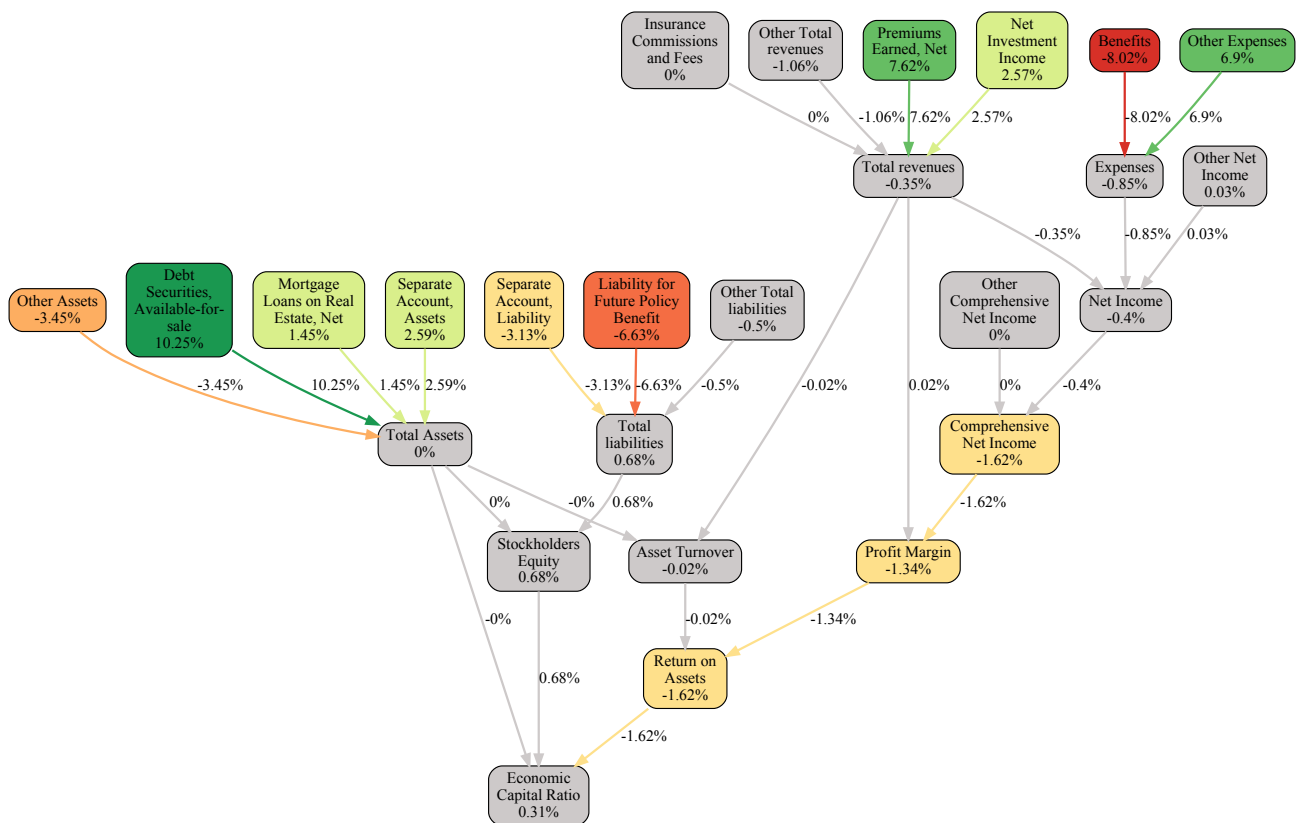 Insurance
Commissions
and Fees
0%
Other Total
revenues
-1.06%
Premiums
Earned, Net
7.62%
Net
Investment
Income
2.57%
Benefits
-8.02%
Other Expenses
6.9%
0%
-1.06%
7.62%
2.57%
-8.02%
6.9%
Total revenues
-0.35%
Expenses
-0.85%
Other Net
Income
0.03%
-0.35%
-0.85%
0.03%
Other Assets
-3.45%
Debt
Securities,
Available-for-
sale
10.25%
Mortgage
Loans on Real
Estate, Net
1.45%
Separate
Account,
Assets
2.59%
Separate
Account,
Liability
-3.13%
Liability for
Future Policy
Benefit
-6.63%
Other Total
liabilities
-0.5%
Other
Comprehensive
Net Income
0%
Net Income
-0.4%
-3.45%
10.25%
1.45%
2.59%
-3.13%
-6.63%
-0.5%
-0.02%
0.02%
0%
-0.4%
Total Assets
0%
Total
liabilities
0.68%
Comprehensive
Net Income
-1.62%
0%
-0%
0.68%
-1.62%
Stockholders
Equity
0.68%
Asset Turnover
-0.02%
Profit Margin
-1.34%
-0%
-0.02%
-1.34%
0.68%
Return on
Assets
-1.62%
-1.62%
Economic
Capital Ratio
0.31%